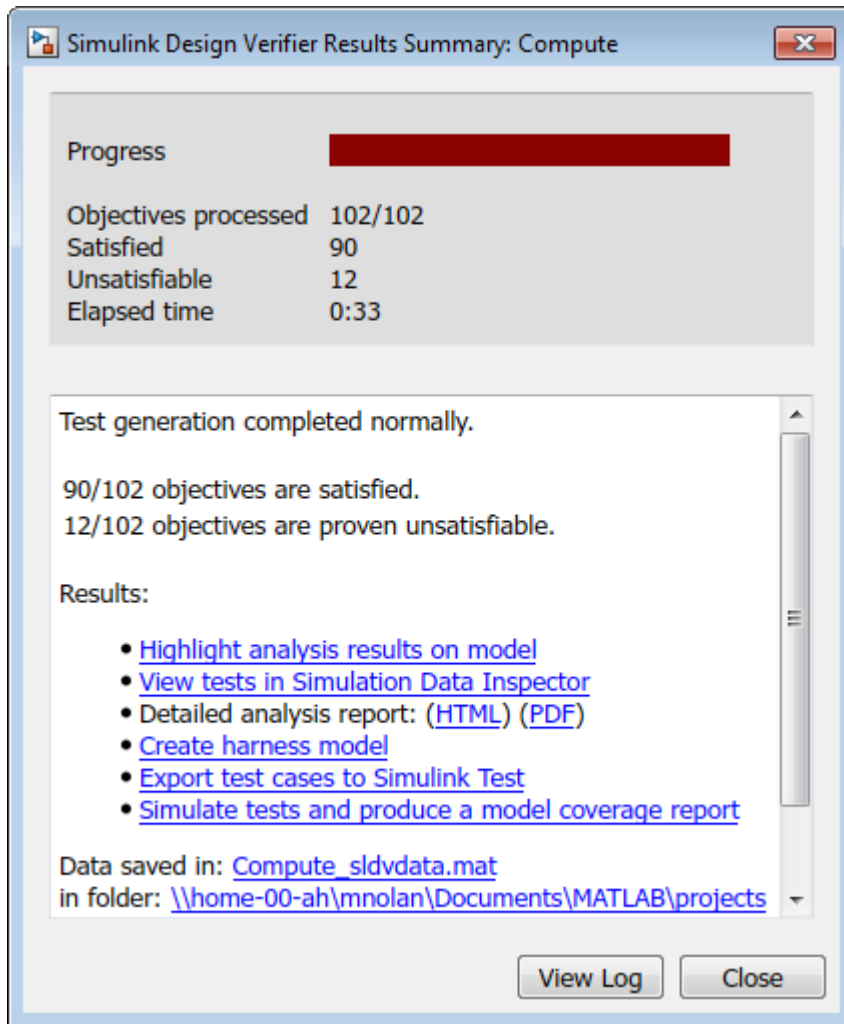 Simulink Design Verifier Results Summary: Compute
Progress
Objectives processed 102/102
Satisfied 90
Unsatisfiable 12
Elapsed time 0:33
Test generation completed normally.
90/102 objectives are satisfied.
12/102 objectives are proven unsatisfiable.
Results:
• Highlight analysis results on model
• View tests in Simulation Data Inspector
• Detailed analysis report: (HTML) (PDF)
• Create harness model
• Export test cases to Simulink Test
• Simulate tests and produce a model coverage report
Data saved in: Compute_sldvdata.mat
in folder: \\home-00-ah\mnolan\Documents\MATLAB\projects
View Log Close